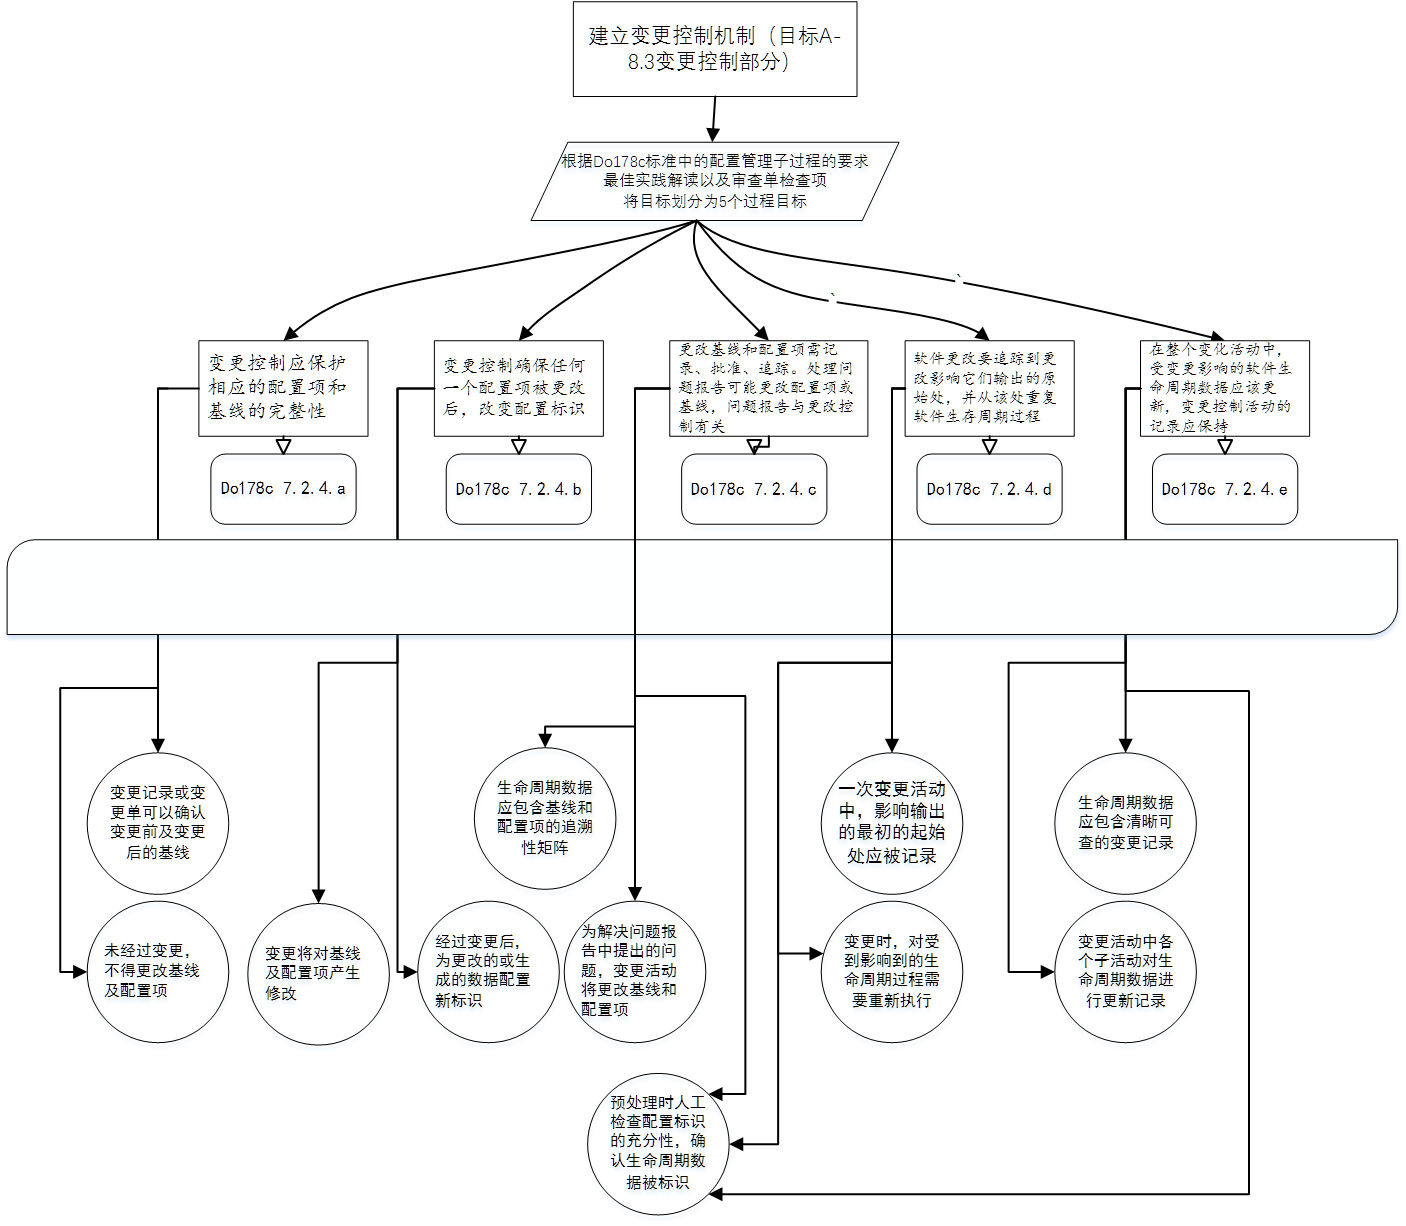 建立变更控制机制（目标A-
8.3变更控制部分）
根据Do178c标准中的配置管理子过程的要求
最佳实践解读以及审查单检查项
将目标划分为5个过程目标
`
`
变更控制应保护
相应的配置项和
基线的完整性
变更控制确保任何
一个配置项被更改
后，改变配置标识
更改基线和配置项需记
录、批准、追踪。处理问
题报告可能更改配置项或
基线，问题报告与更改控
制有关
软件更改要追踪到更
改影响它们输出的原
始处，并从该处重复
软件生存周期过程
在整个变化活动中，
受变更影响的软件生
命周期数据应该更
新，变更控制活动的
记录应保持
Do178c 7.2.4.a
Do178c 7.2.4.b
Do178c 7.2.4.c
Do178c 7.2.4.d
Do178c 7.2.4.e
变更记录或变
更单可以确认
变更前及变更
后的基线
生命周期数据
应包含基线和
配置项的追溯
性矩阵
一次变更活动
中，影响输出
的最初的起始
处应被记录
生命周期数据
应包含清晰可
查的变更记录
未经过变更，
不得更改基线
及配置项
变更将对基线
及配置项产生
修改
经过变更后，
为更改的或生
成的数据配置
新标识
为解决问题报
告中提出的问
题，变更活动
将更改基线和
配置项
变更时，对受
到影响到的生
命周期过程需
要重新执行
变更活动中各
个子活动对生
命周期数据进
行更新记录
预处理时人工
检查配置标识
的充分性，确
认生命周期数
据被标识